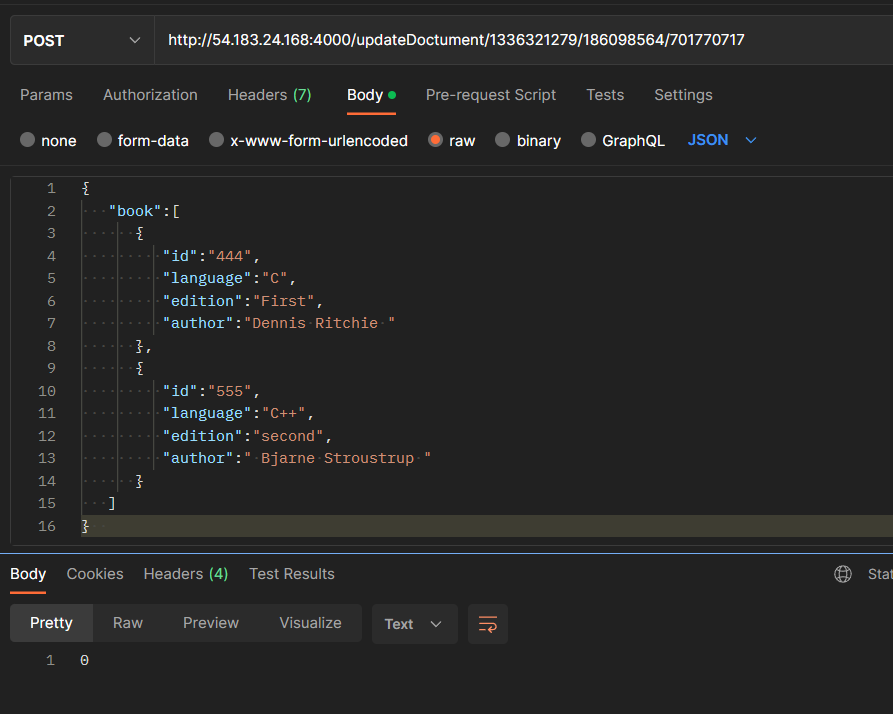 POST http://54.183.24.168:4000/updateDoctument/1336321279/186098564/701770717
Params Authorization Headers (7) Body Pre-request Script Tests Settings
none form-data x-www-form-urlencoded raw binary GraphQL JSON
1 {
2 "book":[
3 {
4 "id":"444",
5 "language":"C",
6 "edition":"First",
7 "author":"Dennis Ritchie "
8 },
9 {
10 "id":"555",
11 "language":"C++",
12 "edition":"second",
13 "author":" Bjarne Stroustrup "
14 }
15 ]
16 }
Body Cookies Headers (4) Test Results Stat
Pretty Raw Preview Visualize Text
1 0